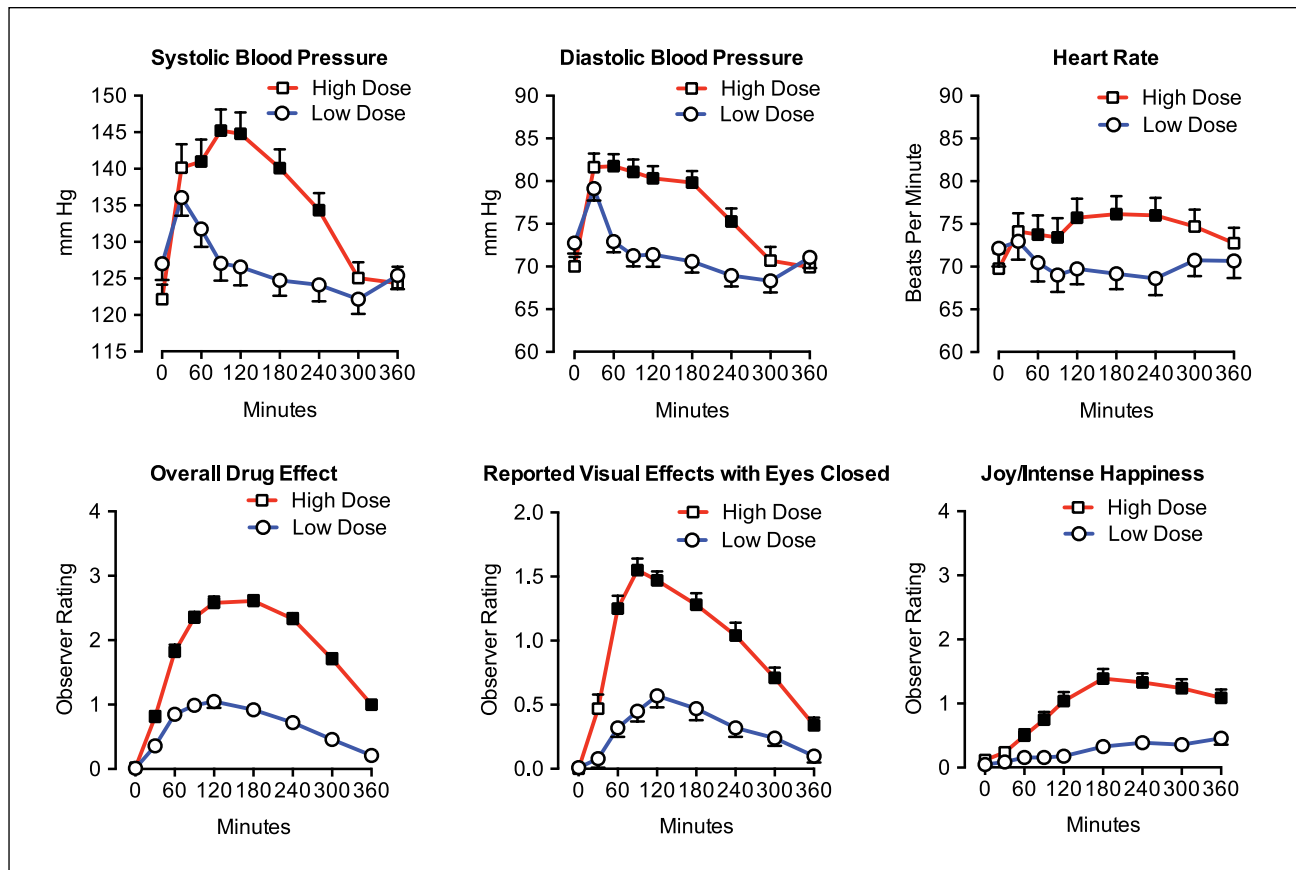 Systolic Blood Pressure
High Dose
Low Dose
mm Hg
150
145
140
135
130
125
120
115
0 60 120 180 240 300 360
Minutes
Diastolic Blood Pressure
High Dose
Low Dose
mm Hg
90
85
80
75
70
65
60
0 60 120 180 240 300 360
Minutes
Heart Rate
High Dose
Low Dose
Beats Per Minute
90
85
80
75
70
65
60
0 60 120 180 240 300 360
Minutes
Overall Drug Effect
High Dose
Low Dose
Observer Rating
4
3
2
1
0
0 60 120 180 240 300 360
Minutes
Reported Visual Effects with Eyes Closed
High Dose
Low Dose
Observer Rating
2.0
1.5
1.0
0.5
0.0
0 60 120 180 240 300 360
Minutes
Joy/Intense Happiness
High Dose
Low Dose
Observer Rating
4
3
2
1
0
0 60 120 180 240 300 360
Minutes